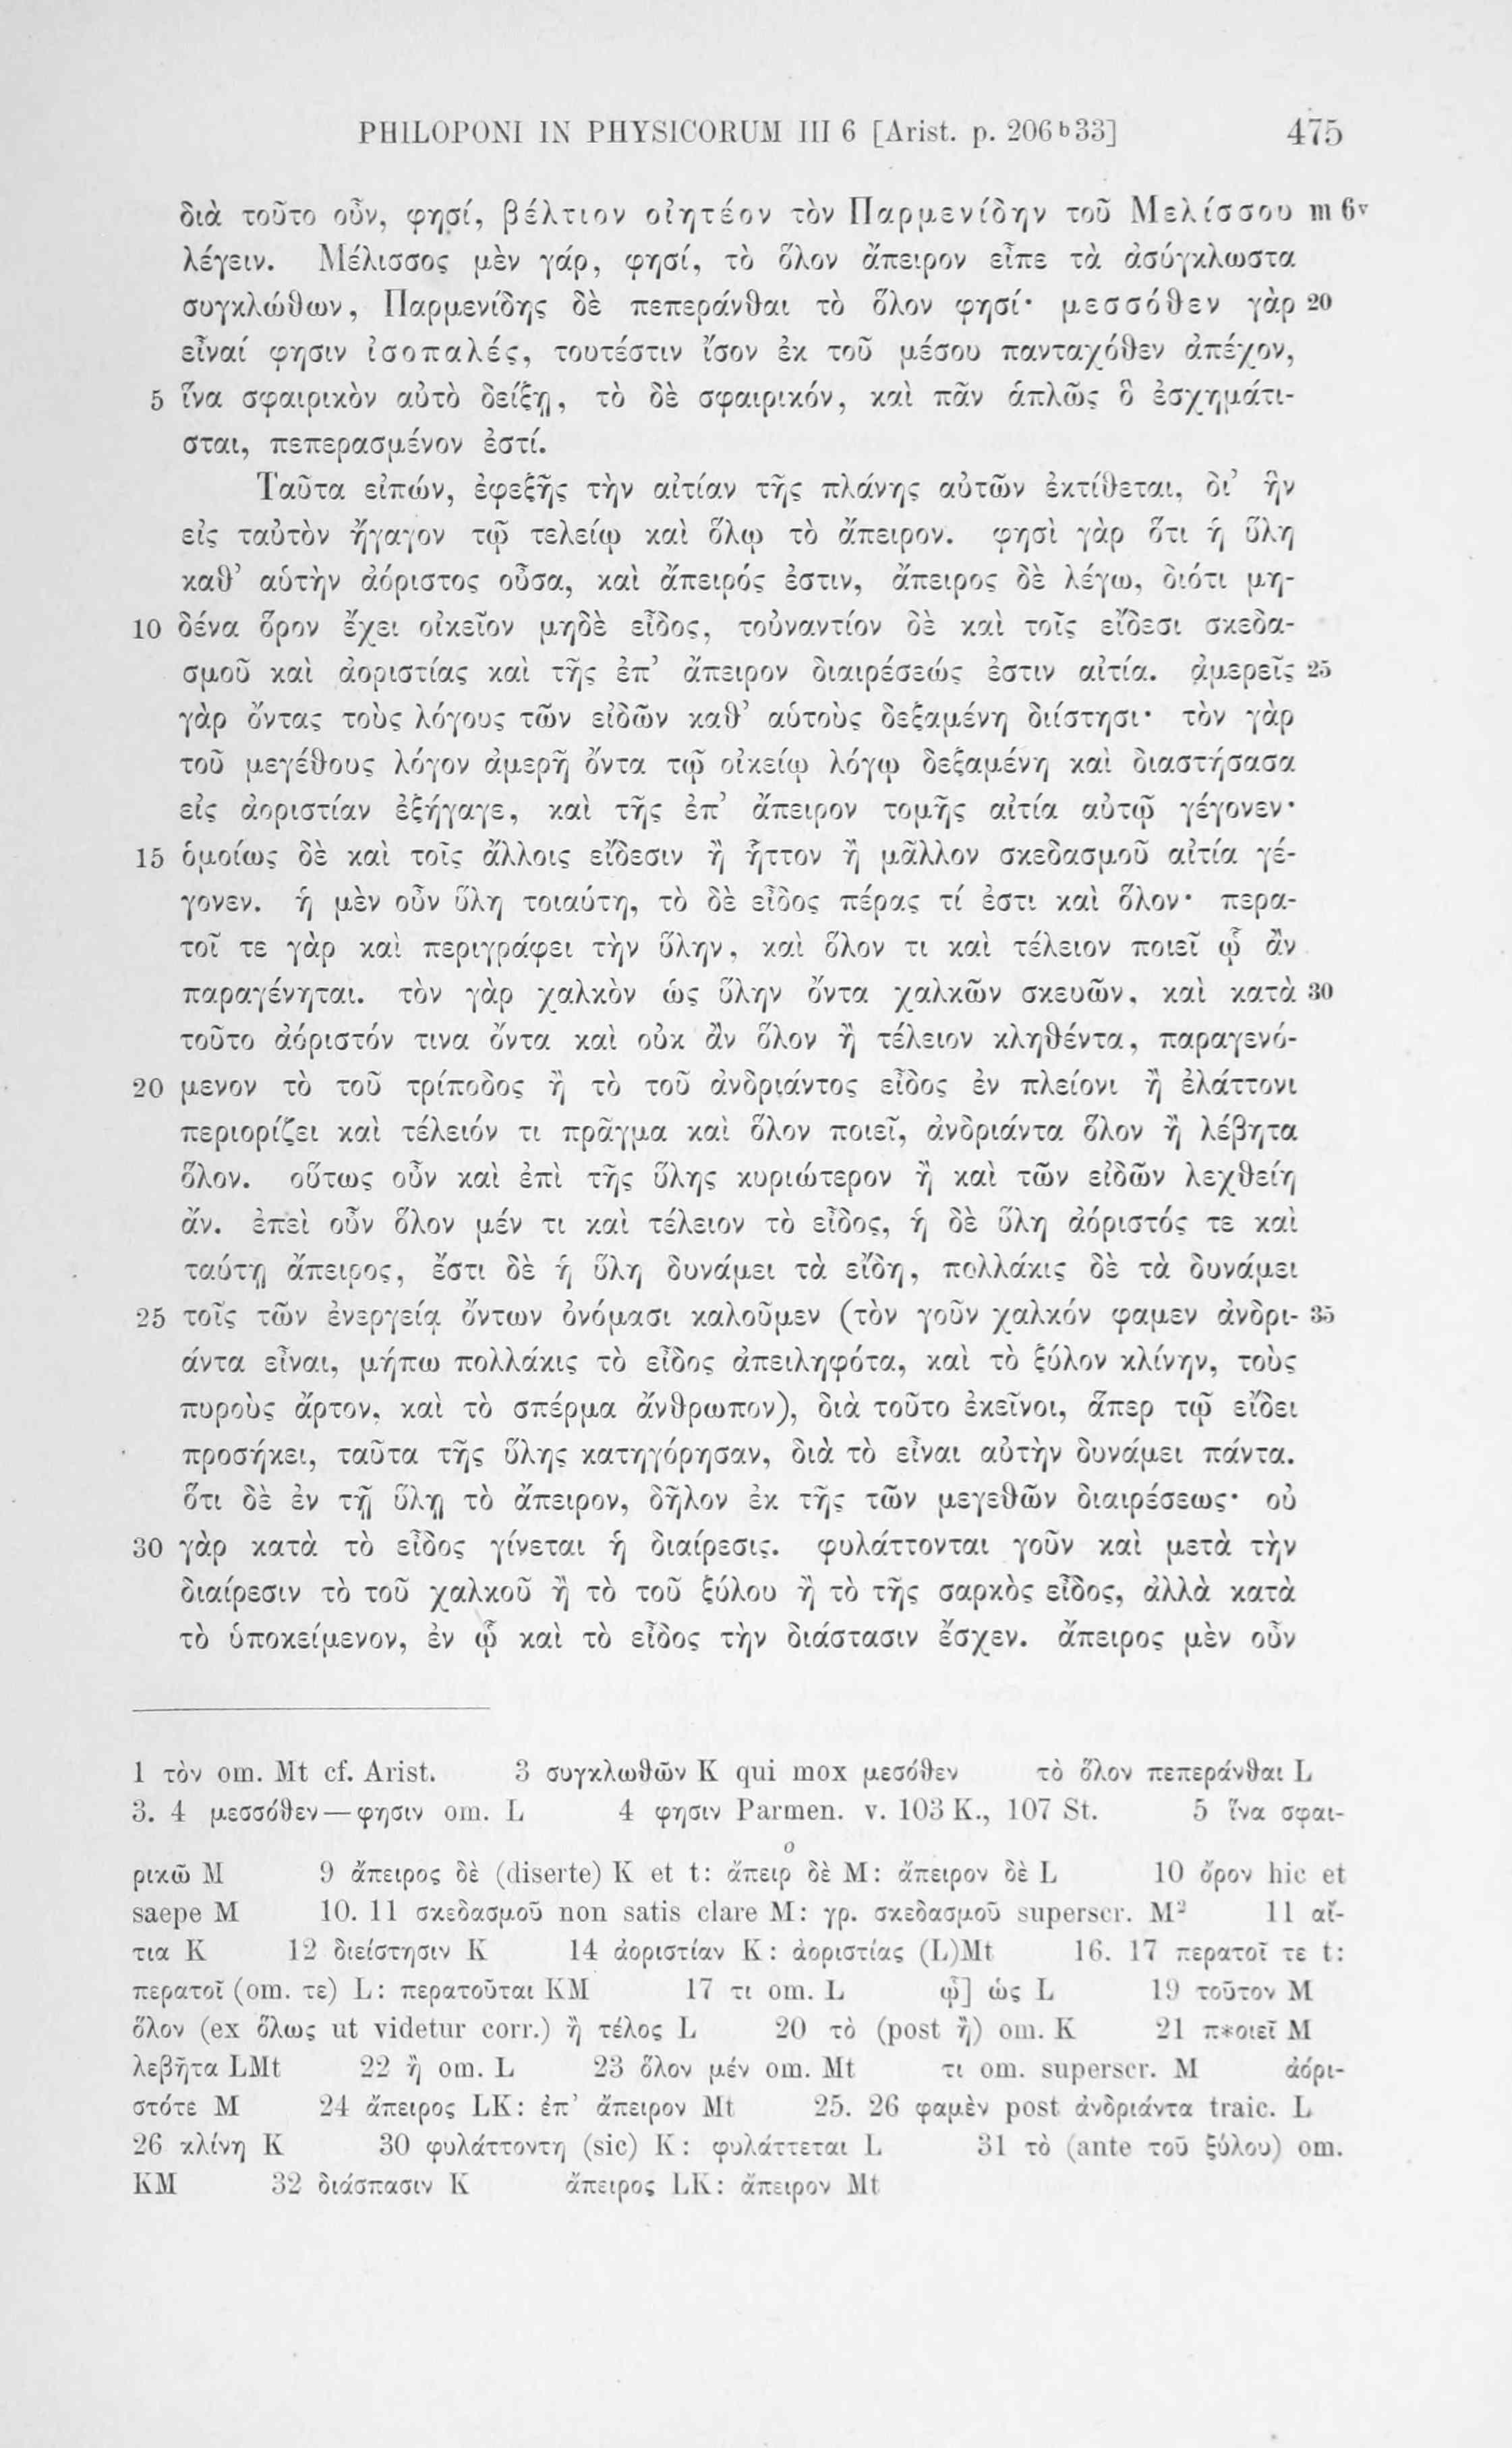 PHILOPONI IN PHYSICORUM III 6 [Arist. p. 206ᵇ33] 475
διὰ τοῦτο οὖν, φησί, βέλτιον οἰητέον τὸν Παρμενίδην τοῦ Μελίσσου m 6ᵛ
λέγειν. Μέλισσος μὲν γάρ, φησί, τὸ ὅλον ἄπειρον εἶπε τὰ ἀσύγκλωστα
συγκλώθων, Παρμενίδης δὲ πεπεράνθαι τὸ ὅλον φησί· μεσσόθεν γὰρ 20
εἶναί φησιν ἰσοπαλές, τουτέστιν ἴσον ἐκ τοῦ μέσου πανταχόθεν ἀπέχον,
5 ἵνα σφαιρικὸν αὐτὸ δείξῃ, τὸ δὲ σφαιρικόν, καὶ πᾶν ἁπλῶς ὃ ἐσχημάτι-
σται, πεπερασμένον ἐστί.
Ταῦτα εἰπών, ἐφεξῆς τὴν αἰτίαν τῆς πλάνης αὐτῶν ἐκτίθεται, δι’ ἣν
εἰς ταὐτὸν ἤγαγον τῷ τελείῳ καὶ ὅλῳ τὸ ἄπειρον. φησὶ γὰρ ὅτι ἡ ὕλη
καθ’ αὑτὴν ἀόριστος οὖσα, καὶ ἄπειρός ἐστιν, ἄπειρος δὲ λέγω, διότι μη-
10 δένα ὅρον ἔχει οἰκεῖον μηδὲ εἶδος, τοὐναντίον δὲ καὶ τοῖς εἴδεσι σκεδα-
σμοῦ καὶ ἀοριστίας καὶ τῆς ἐπ’ ἄπειρον διαιρέσεώς ἐστιν αἰτία. ἀμερεῖς 25
γὰρ ὄντας τοὺς λόγους τῶν εἰδῶν καθ’ αὑτοὺς δεξαμένη διίστησι· τὸν γὰρ
τοῦ μεγέθους λόγον ἀμερῆ ὄντα τῷ οἰκείῳ λόγῳ δεξαμένη καὶ διαστήσασα
εἰς ἀοριστίαν ἐξήγαγε, καὶ τῆς ἐπ’ ἄπειρον τομῆς αἰτία αὐτῷ γέγονεν·
15 ὁμοίως δὲ καὶ τοῖς ἄλλοις εἴδεσιν ἢ ἧττον ἢ μᾶλλον σκεδασμοῦ αἰτία γέ-
γονεν. ἡ μὲν οὖν ὕλη τοιαύτη, τὸ δὲ εἶδος πέρας τί ἐστι καὶ ὅλον· περα-
τοῖ τε γὰρ καὶ περιγράφει τὴν ὕλην, καὶ ὅλον τι καὶ τέλειον ποιεῖ ᾧ ἂν
παραγένηται. τὸν γὰρ χαλκὸν ὡς ὕλην ὄντα χαλκῶν σκευῶν, καὶ κατὰ 30
τοῦτο ἀόριστόν τινα ὄντα καὶ οὐκ ἂν ὅλον ἢ τέλειον κληθέντα, παραγενό-
20 μενον τὸ τοῦ τρίποδος ἢ τὸ τοῦ ἀνδριάντος εἶδος ἐν πλείονι ἢ ἐλάττονι
περιορίζει καὶ τέλειόν τι πρᾶγμα καὶ ὅλον ποιεῖ, ἀνδριάντα ὅλον ἢ λέβητα
ὅλον. οὕτως οὖν καὶ ἐπὶ τῆς ὕλης κυριώτερον ἢ καὶ τῶν εἰδῶν λεχθείη
ἄν. ἐπεὶ οὖν ὅλον μέν τι καὶ τέλειον τὸ εἶδος, ἡ δὲ ὕλη ἀόριστός τε καὶ
ταύτῃ ἄπειρος, ἔστι δὲ ἡ ὕλη δυνάμει τὰ εἴδη, πολλάκις δὲ τὰ δυνάμει
25 τοῖς τῶν ἐνεργείᾳ ὄντων ὀνόμασι καλοῦμεν (τὸν γοῦν χαλκόν φαμεν ἀνδρι- 35
άντα εἶναι, μήπω πολλάκις τὸ εἶδος ἀπειληφότα, καὶ τὸ ξύλον κλίνην, τοὺς
πυροὺς ἄρτον, καὶ τὸ σπέρμα ἄνθρωπον), διὰ τοῦτο ἐκεῖνοι, ἅπερ τῷ εἴδει
προσήκει, ταῦτα τῆς ὕλης κατηγόρησαν, διὰ τὸ εἶναι αὐτὴν δυνάμει πάντα.
ὅτι δὲ ἐν τῇ ὕλῃ τὸ ἄπειρον, δῆλον ἐκ τῆς τῶν μεγεθῶν διαιρέσεως· οὐ
30 γὰρ κατὰ τὸ εἶδος γίνεται ἡ διαίρεσις. φυλάττονται γοῦν καὶ μετὰ τὴν
διαίρεσιν τὸ τοῦ χαλκοῦ ἢ τὸ τοῦ ξύλου ἢ τὸ τῆς σαρκὸς εἶδος, ἀλλὰ κατὰ
τὸ ὑποκείμενον, ἐν ᾧ καὶ τὸ εἶδος τὴν διάστασιν ἔσχεν. ἄπειρος μὲν οὖν
1 τὸν om. Mt cf. Arist. 3 συγκλωθῶν K qui mox μεσόθεν τὸ ὅλον πεπεράνθαι L
3. 4 μεσσόθεν—φησιν om. L 4 φησιν Parmen. v. 103 K., 107 St. 5 ἵνα σφαι-
ρικῶ M 9 ἄπειρος δὲ (diserte) K et t: ἄπειρ̊ δὲ M: ἄπειρον δὲ L 10 ὄρον hic et
saepe M 10. 11 σκεδασμοῦ non satis clare M: γρ. σκεδασμοῦ superscr. M² 11 αἴ-
τια K 12 διείστησιν K 14 ἀοριστίαν K: ἀοριστίας (L)Mt 16. 17 περατοῖ τε t:
περατοῖ (om. τε) L: περατοῦται KM 17 τι om. L ᾧ] ὡς L 19 τοῦτον M
ὅλον (ex ὅλως ut videtur corr.) ἢ τέλος L 20 τὸ (post ἢ) om. K 21 π*οιεῖ M
λεβῆτα LMt 22 ἢ om. L 23 ὅλον μέν om. Mt τι om. superscr. M ἀόρι-
στότε M 24 ἄπειρος LK: ἐπ’ ἄπειρον Mt 25. 26 φαμὲν post ἀνδριάντα traic. L
26 κλίνη K 30 φυλάττοντη (sic) K: φυλάττεται L 31 τὸ (ante τοῦ ξύλου) om.
KM 32 διάσπασιν K ἄπειρος LK: ἄπειρον Mt